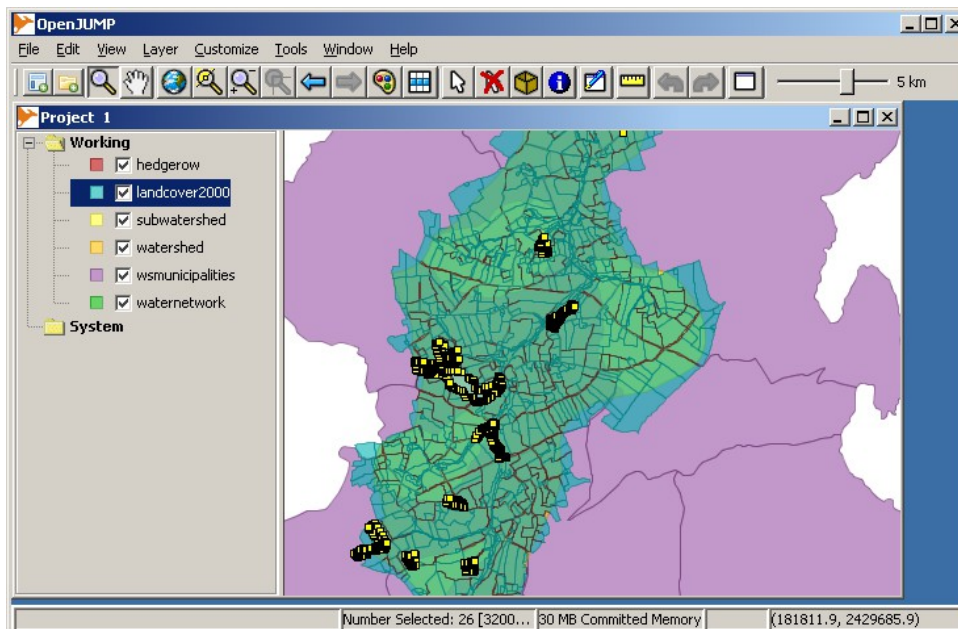 OpenJUMP
File Edit View Layer Customize Tools Window Help
5 km
Project 1
Working
hedgerow
landcover2000
subwatershed
watershed
wsmunicipalities
waternetwork
System
Number Selected: 26 [3200... 30 MB Committed Memory (181811.9, 2429685.9)